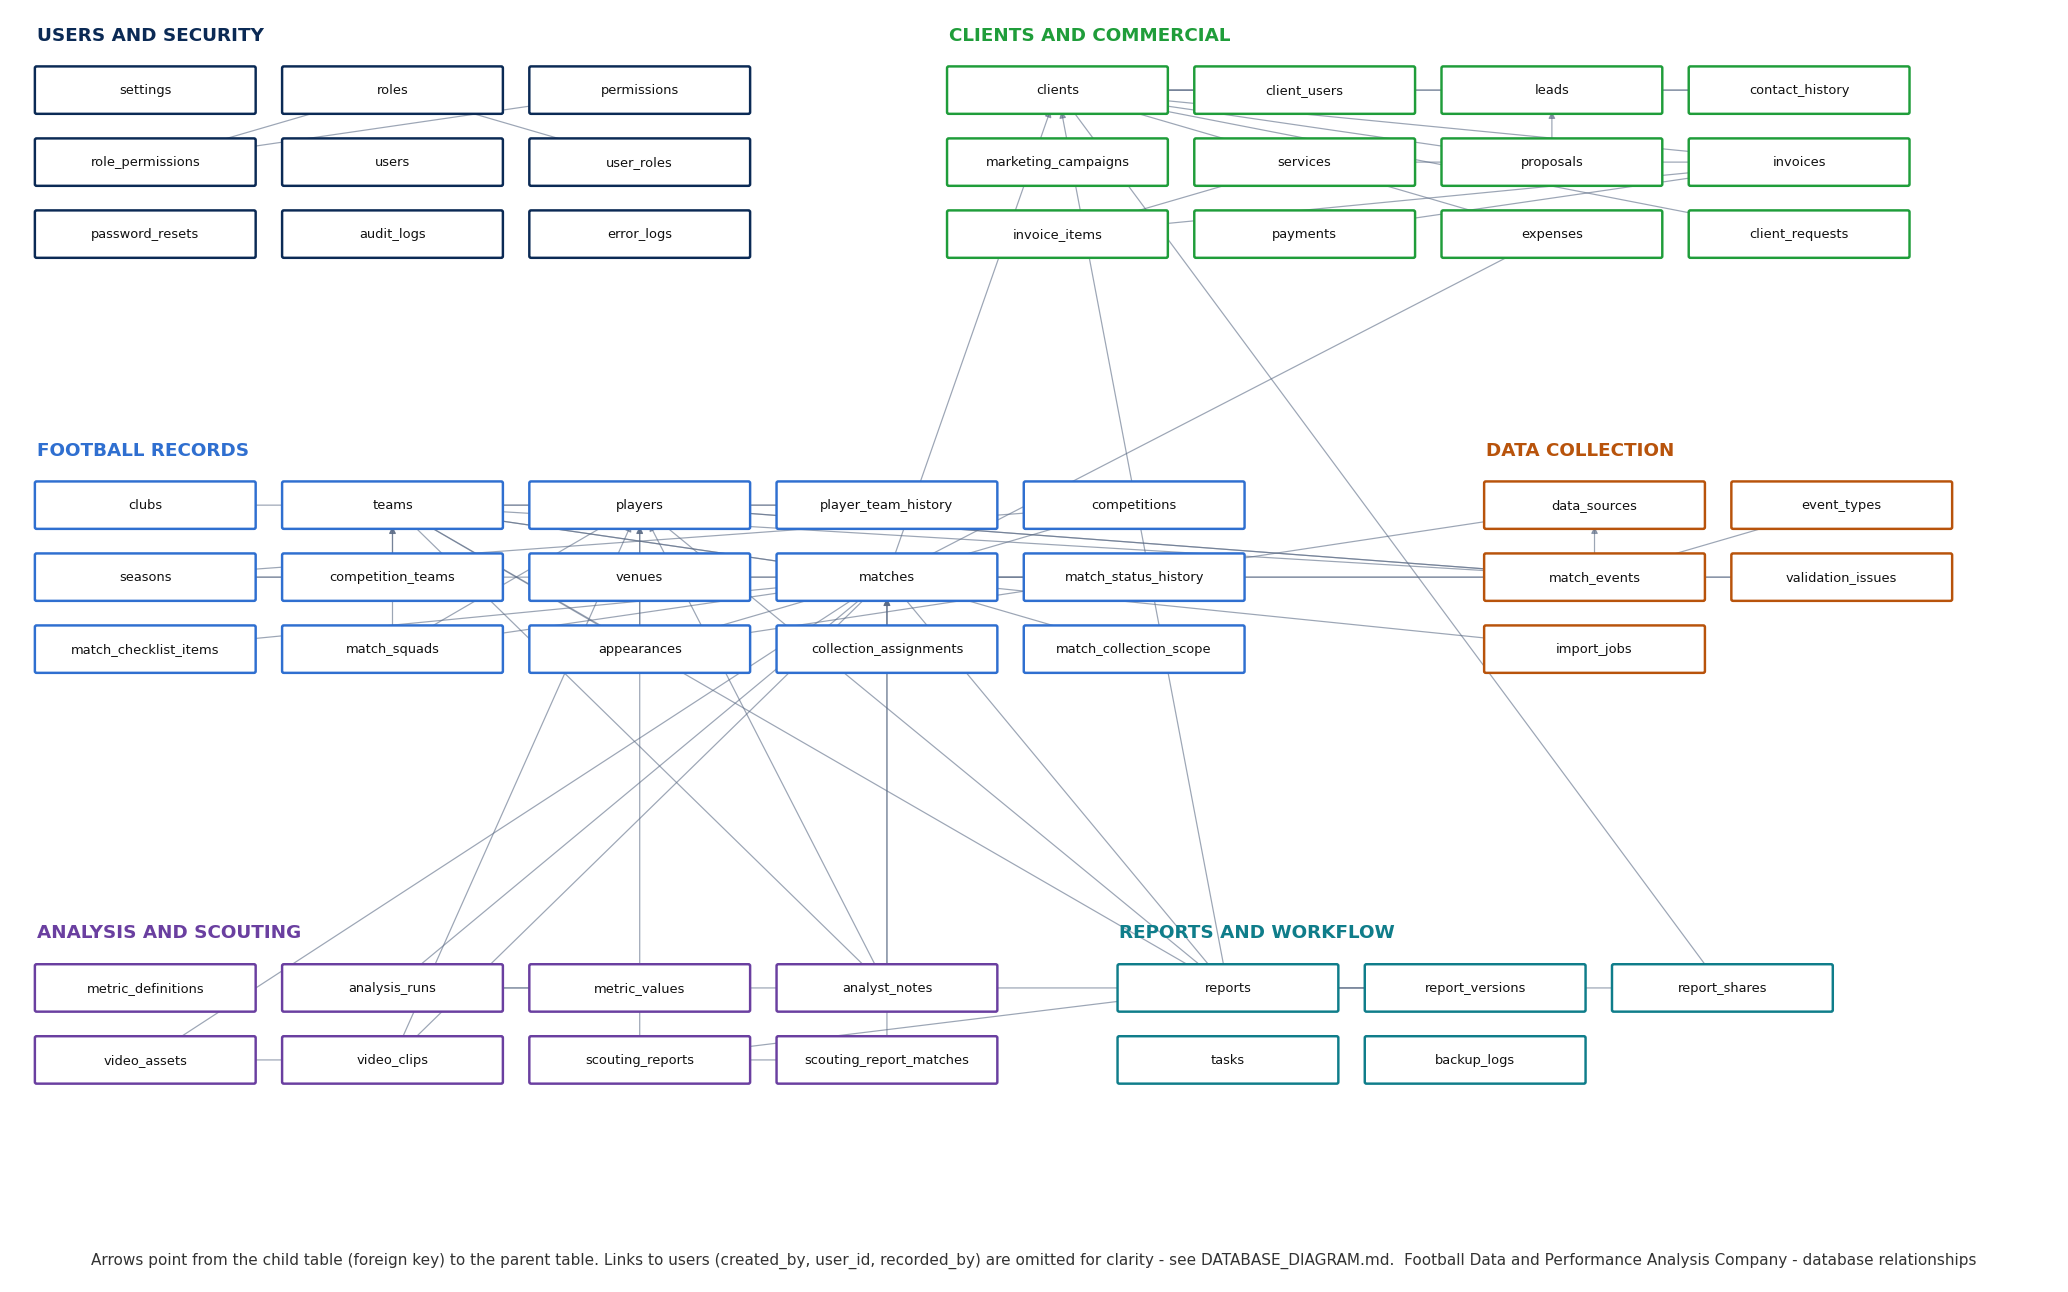 USERS AND SECURITY
settings
roles
permissions
role_permissions
users
user_roles
password_resets
audit_logs
error_logs
CLIENTS AND COMMERCIAL
clients
client_users
leads
contact_history
marketing_campaigns
services
proposals
invoices
invoice_items
payments
expenses
client_requests
FOOTBALL RECORDS
clubs
teams
players
player_team_history
competitions
seasons
competition_teams
venues
matches
match_status_history
match_checklist_items
match_squads
appearances
collection_assignments
match_collection_scope
DATA COLLECTION
data_sources
event_types
match_events
validation_issues
import_jobs
ANALYSIS AND SCOUTING
metric_definitions
analysis_runs
metric_values
analyst_notes
video_assets
video_clips
scouting_reports
scouting_report_matches
REPORTS AND WORKFLOW
reports
report_versions
report_shares
tasks
backup_logs
Arrows point from the child table (foreign key) to the parent table. Links to users (created_by, user_id, recorded_by) are omitted for clarity - see DATABASE_DIAGRAM.md.  Football Data and Performance Analysis Company - database relationships